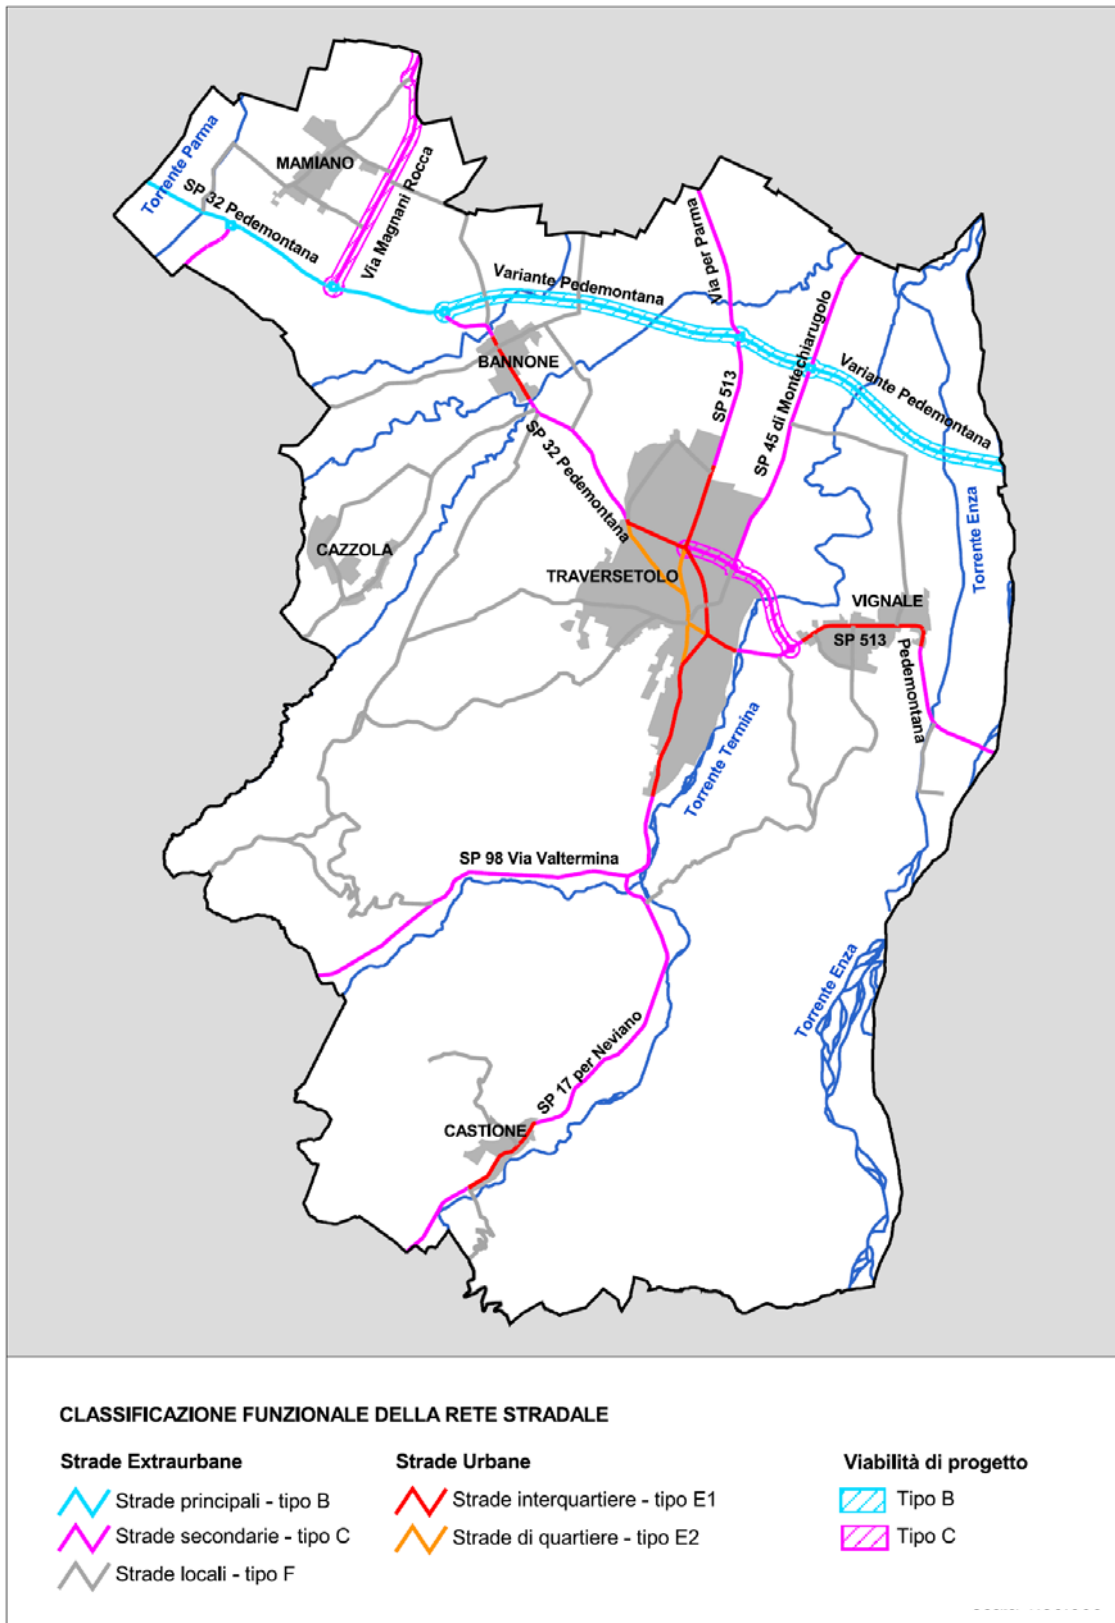 MAMIANO
Torrente Parma
SP 32 Pedemontana
Via Magnani Rocca
Variante Pedemontana
Via per Parma
SP 45 di Montechiarugolo
Variante Pedemontana
BANNONE
SP 513
SP 32 Pedemontana
CAZZOLA
TRAVERSETOLO
Torrente Enza
VIGNALE
SP 513
Pedemontana
Torrente Termina
SP 98 Via Valtermina
Torrente Enza
SP 17 per Neviano
CASTIONE
CLASSIFICAZIONE FUNZIONALE DELLA RETE STRADALE
Strade Extraurbane
Strade principali - tipo B
Strade secondarie - tipo C
Strade locali - tipo F
Strade Urbane
Strade interquartiere - tipo E1
Strade di quartiere - tipo E2
Viabilità di progetto
Tipo B
Tipo C